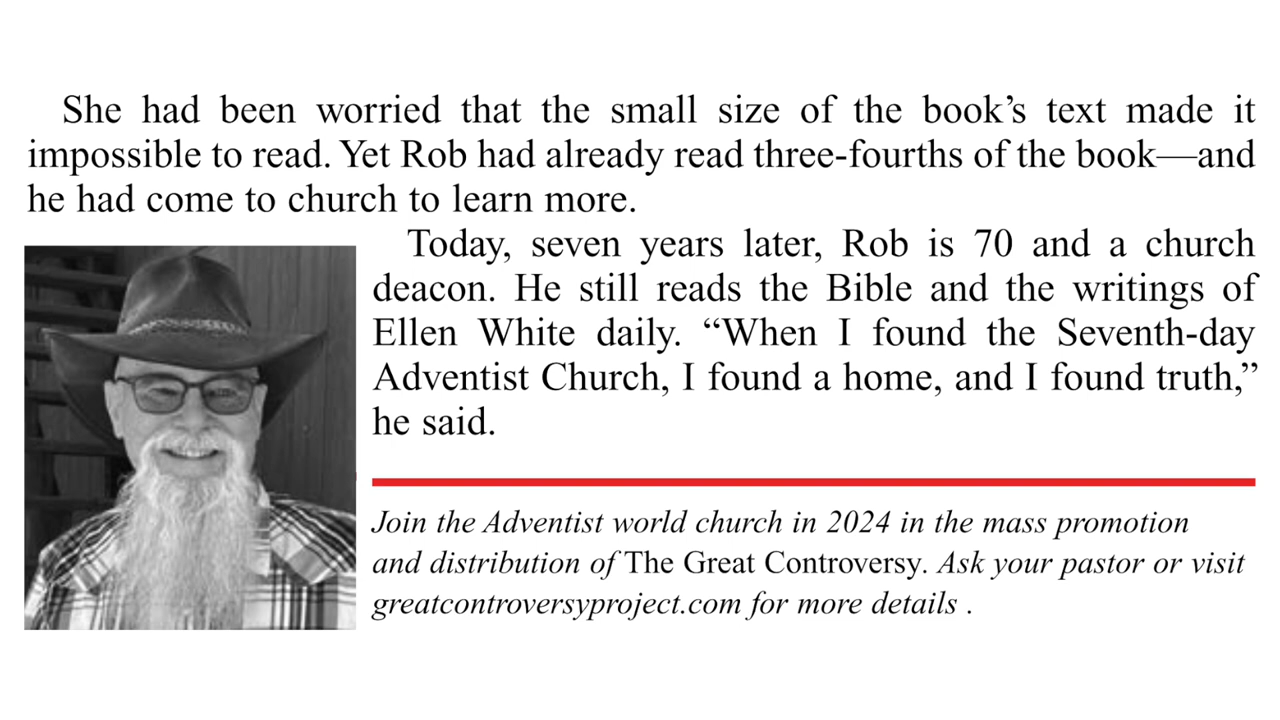 She had been worried that the small size of the book’s text made it
impossible to read. Yet Rob had already read three-fourths of the book—and
he had come to church to learn more.
Today, seven years later, Rob is 70 and a church
deacon. He still reads the Bible and the writings of
Ellen White daily. “When I found the Seventh-day
Adventist Church, I found a home, and I found truth,”
he said.
Join the Adventist world church in 2024 in the mass promotion
and distribution of The Great Controversy. Ask your pastor or visit
greatcontroversyproject.com for more details .